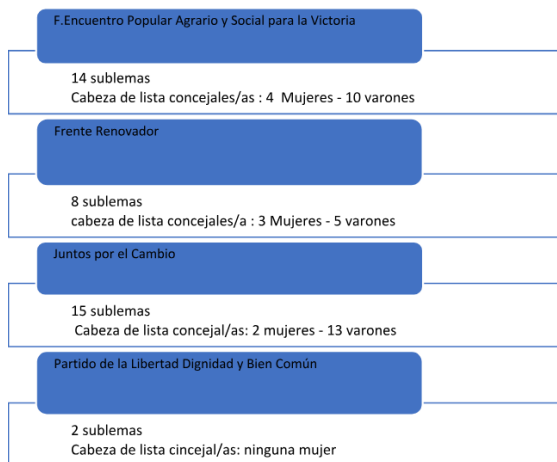 F.Encuentro Popular Agrario y Social para la Victoria
14 sublemas
Cabeza de lista concejales/as : 4 Mujeres - 10 varones
Frente Renovador
8 sublemas
cabeza de lista concejales/a : 3 Mujeres - 5 varones
Juntos por el Cambio
15 sublemas
Cabeza de lista concejal/as: 2 mujeres - 13 varones
Partido de la Libertad Dignidad y Bien Común
2 sublemas
Cabeza de lista cincejal/as: ninguna mujer